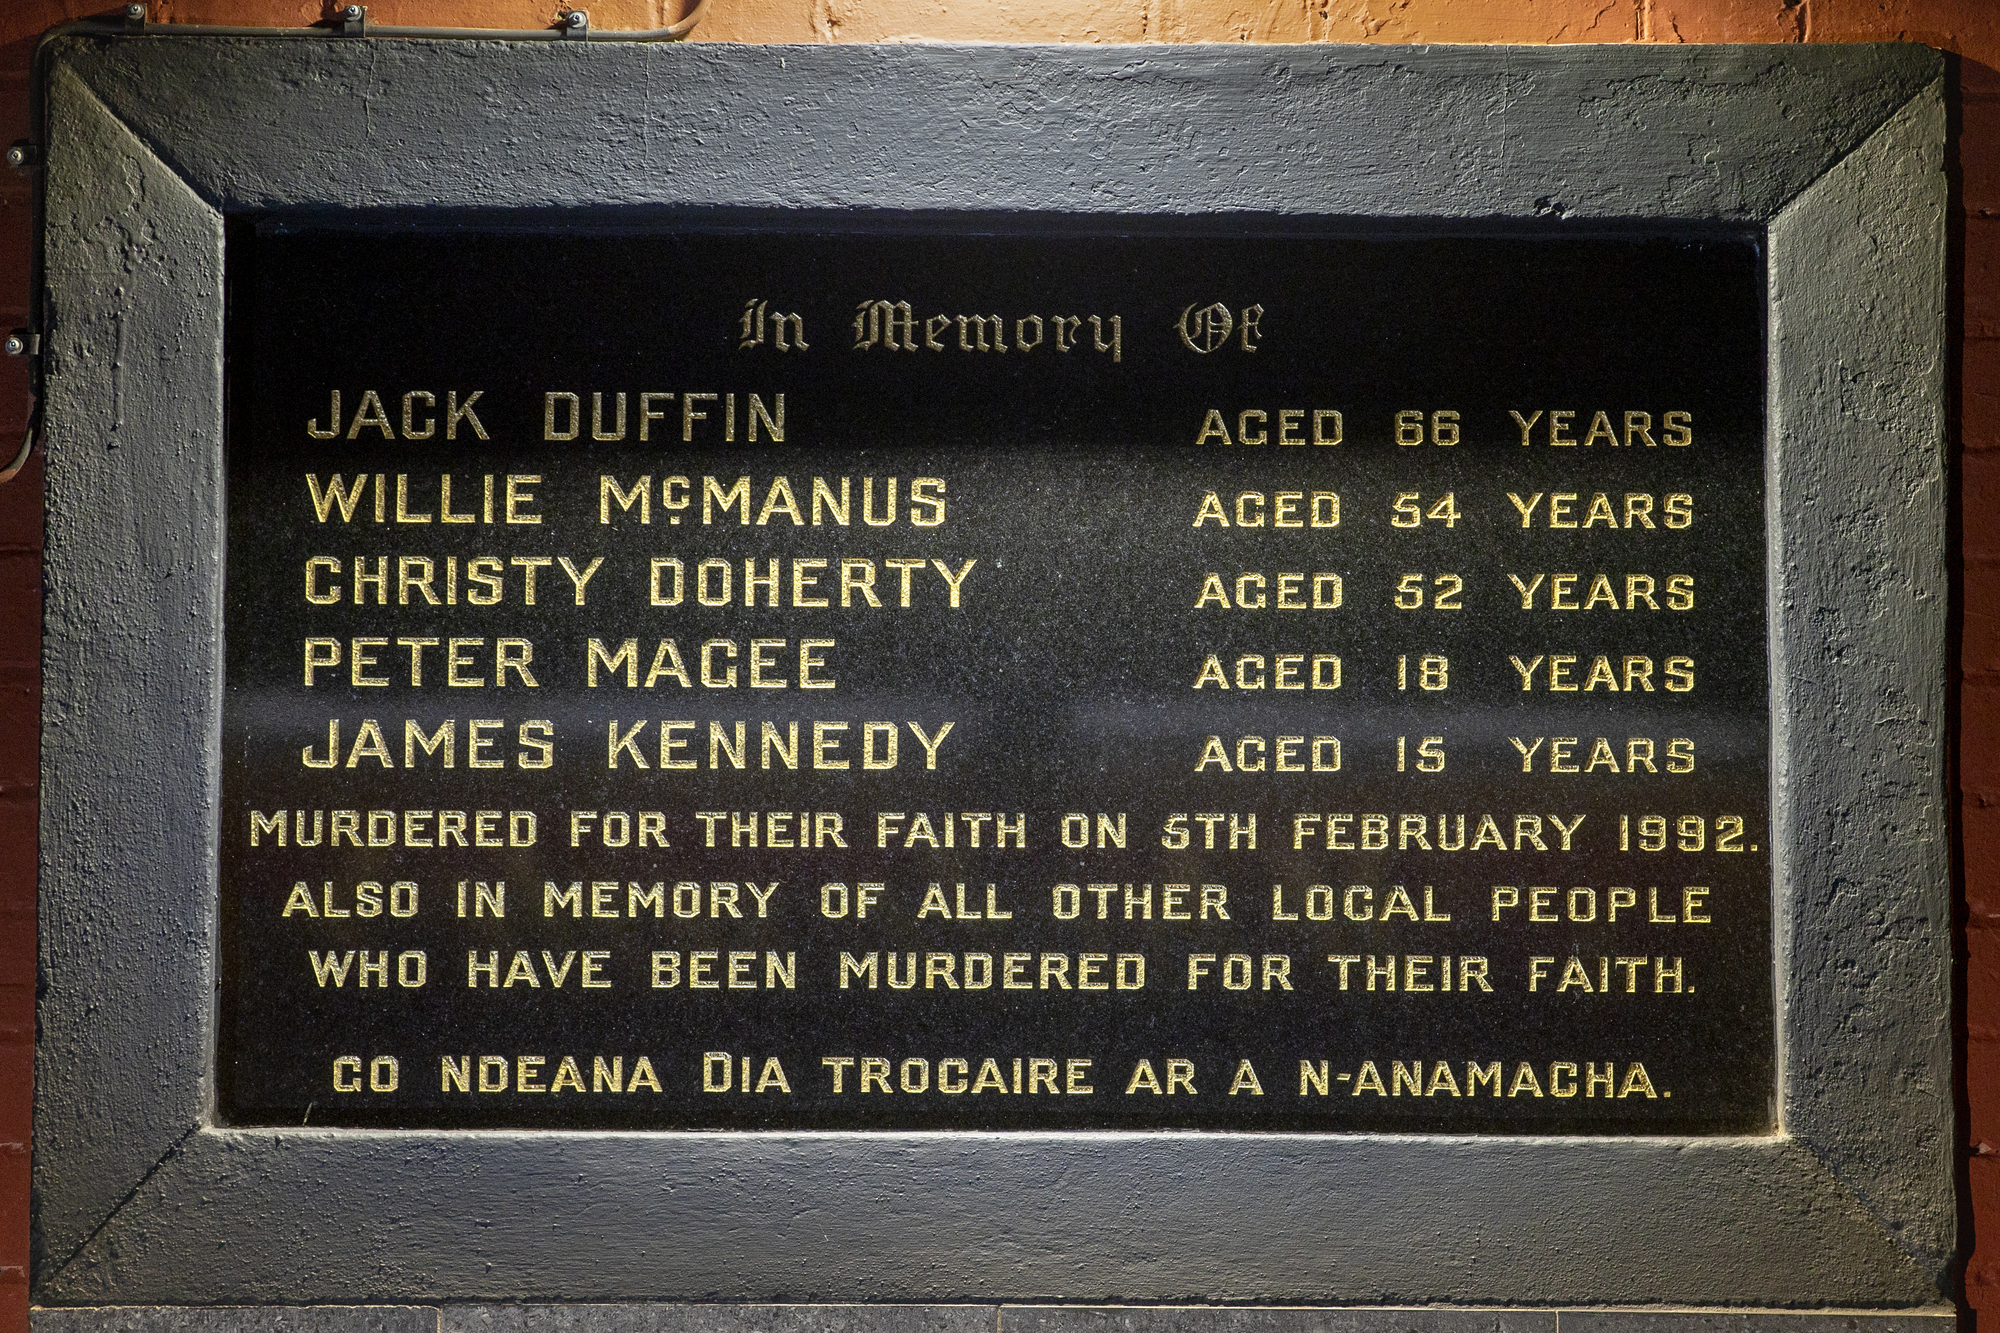 In Memory Of
JACK DUFFIN AGED 66 YEARS
WILLIE McMANUS AGED 54 YEARS
CHRISTY DOHERTY AGED 52 YEARS
PETER MAGEE AGED 18 YEARS
JAMES KENNEDY AGED 15 YEARS
MURDERED FOR THEIR FAITH ON 5TH FEBRUARY 1992.
ALSO IN MEMORY OF ALL OTHER LOCAL PEOPLE
WHO HAVE BEEN MURDERED FOR THEIR FAITH.
GO NDEANA DIA TROCAIRE AR A N-ANAMACHA.